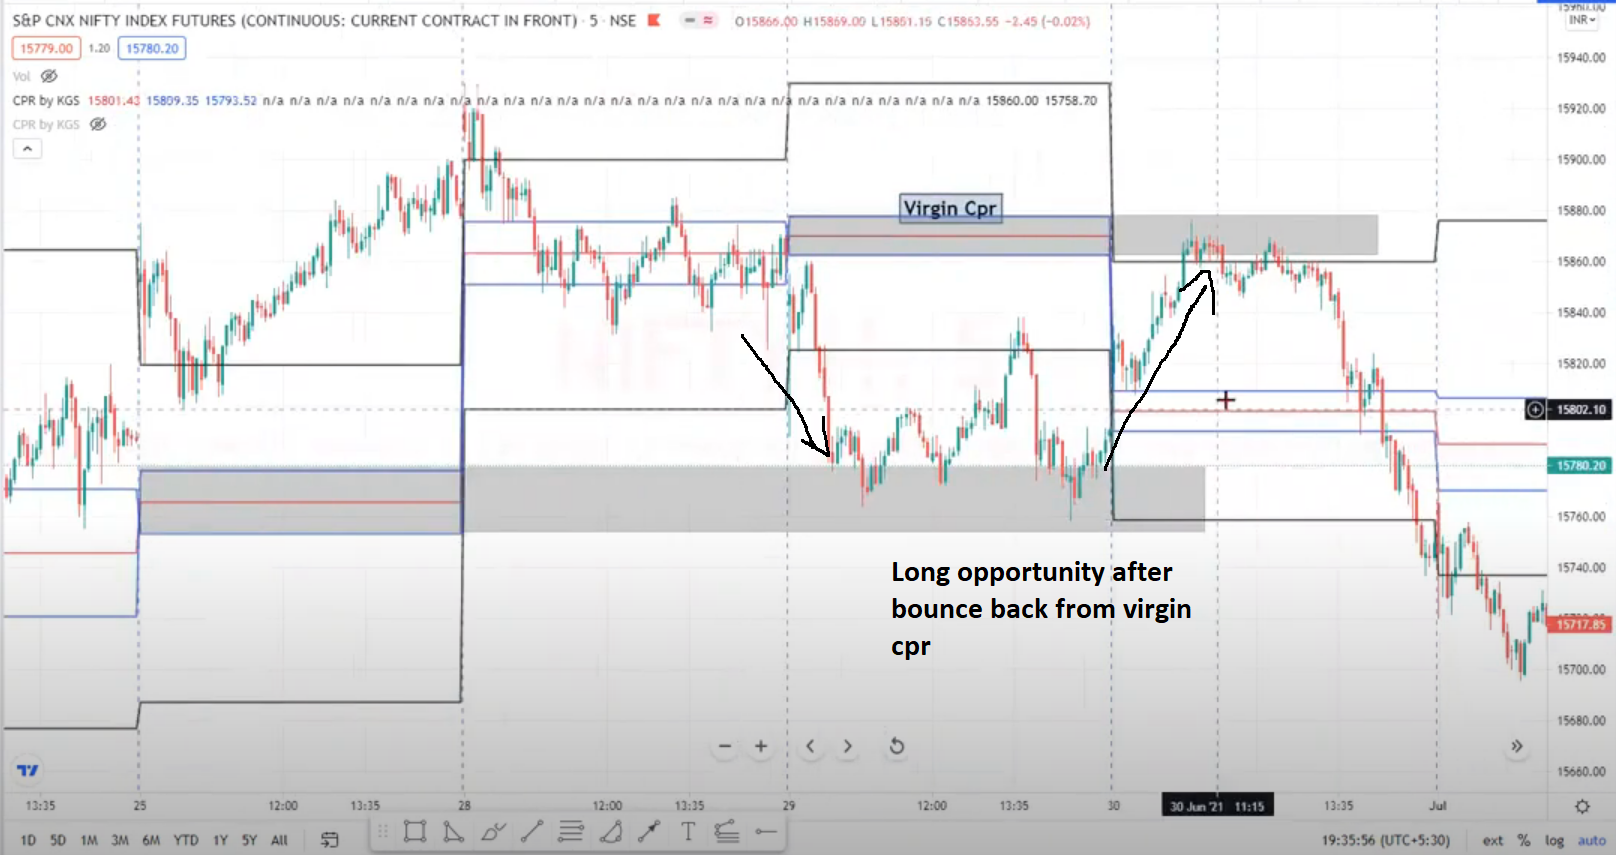 S&P CNX NIFTY INDEX FUTURES (CONTINUOUS: CURRENT CONTRACT IN FRONT) · 5 · NSE O15866.00 H15869.00 L15861.15 C15863.55 −2.45 (−0.02%)
15779.00 1.20 15780.20
Vol
CPR by KGS 15801.43 15809.35 15793.52 n/a n/a n/a n/a n/a n/a n/a n/a n/a n/a n/a n/a n/a n/a n/a n/a n/a n/a n/a n/a n/a n/a n/a n/a n/a n/a n/a 15860.00 15758.70
CPR by KGS
Virgin Cpr
Long opportunity after
bounce back from virgin
cpr
15960.00
INR
15940.00
15920.00
15900.00
15880.00
15860.00
15840.00
15820.00
15802.10
15780.20
15760.00
15740.00
15717.85
15700.00
15680.00
15660.00
13:35 25 12:00 13:35 28 12:00 13:35 29 12:00 13:35 30 30 Jun '21 11:15 13:35 Jul
1D 5D 1M 3M 6M YTD 1Y 5Y All T 19:35:56 (UTC+5:30) ext % log auto